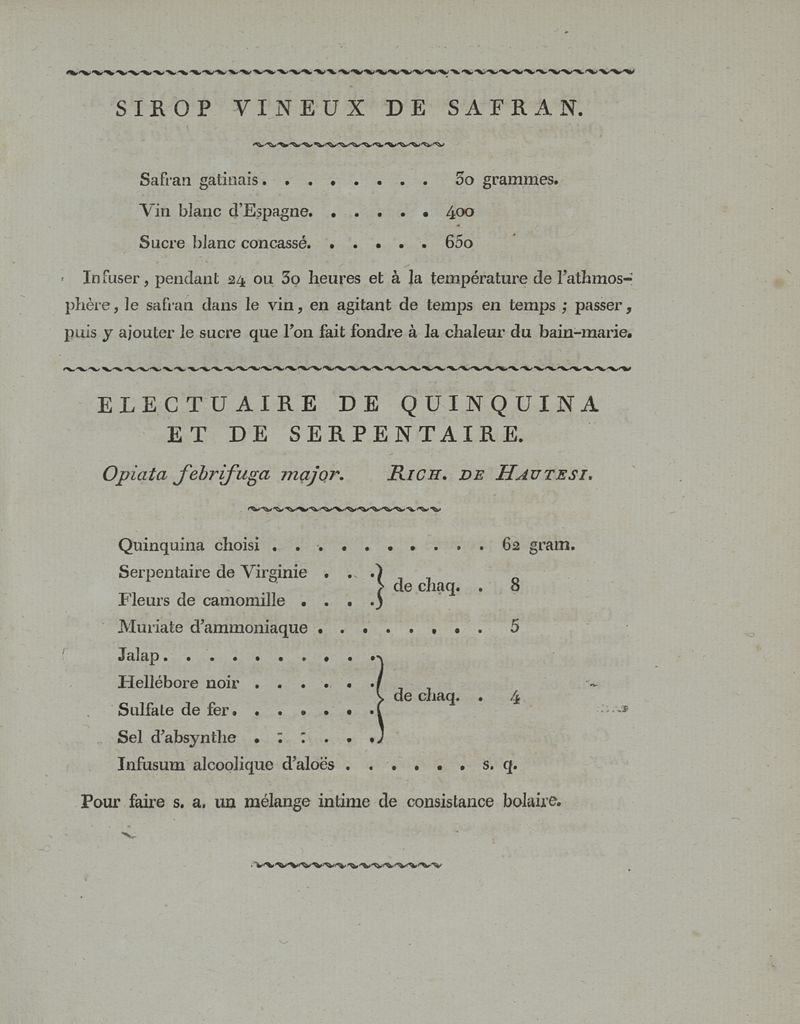 SIROP VINEUX DE SAFRAN.
Safran gatinais. . . . . . . . 30 grammes.
Vin blanc d'Espagne. . . . . . 400
Sucre blanc concassé. . . . . . 650
Infuser, pendant 24 ou 30 heures et à la température de l'athmos-
phère, le safran dans le vin, en agitant de temps en temps ; passer,
puis y ajouter le sucre que l'on fait fondre à la chaleur du bain-marie.
ELECTUAIRE DE QUINQUINA
ET DE SERPENTAIRE.
Opiata febrifuga major. RICH. DE HAUTESI.
Quinquina choisi . . . . . . . . . . 62 gram.
Serpentaire de Virginie . . .
de chaq. . 8
Fleurs de camomille . . . .
Muriate d'ammoniaque . . . . . . . . 5
Jalap. . . . . . . . . .
Hellébore noir . . . . . .
de chaq. . 4
Sulfate de fer. . . . . . .
Sel d'absynthe . : : . . .
Infusum alcoolique d'aloës . . . . . . s. q.
Pour faire s. a. un mélange intime de consistance bolaire.